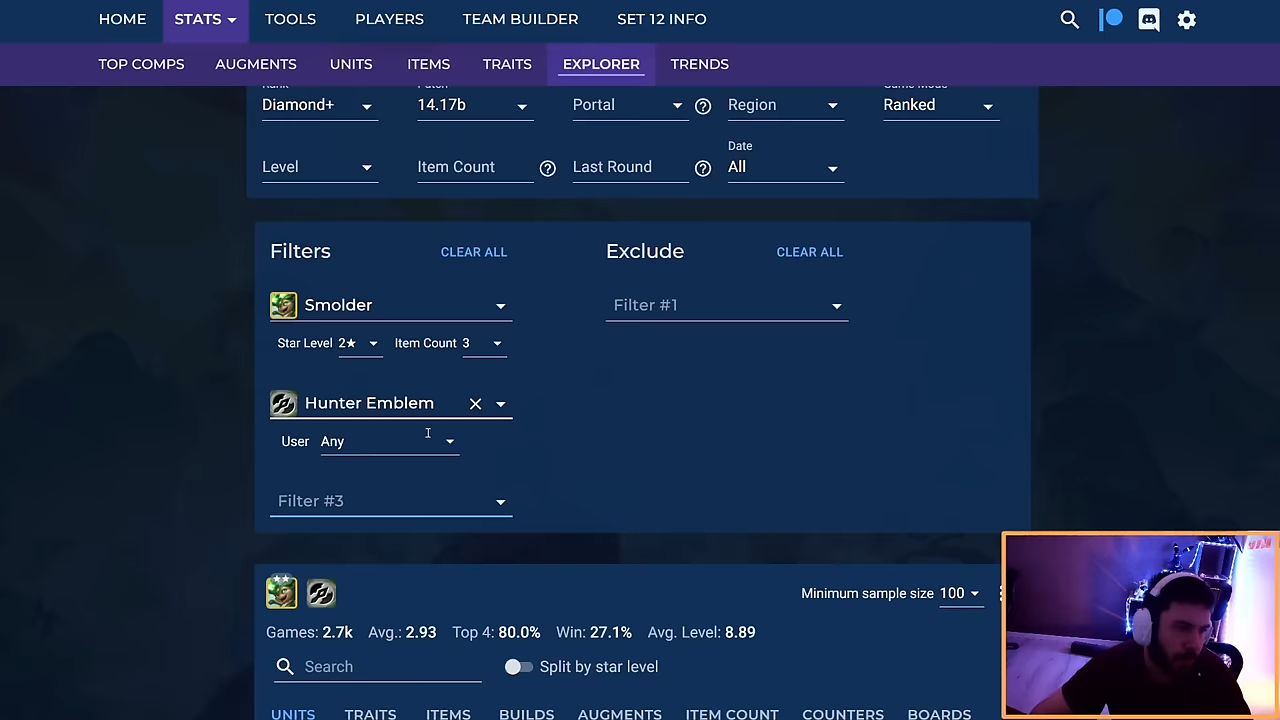 HOME STATS TOOLS PLAYERS TEAM BUILDER SET 12 INFO
TOP COMPS AUGMENTS UNITS ITEMS TRAITS EXPLORER TRENDS
Diamond+ 14.17b Portal Region Ranked
Date
Level Item Count Last Round All
Filters CLEAR ALL Exclude CLEAR ALL
Smolder Filter #1
Star Level 2★ Item Count 3
Hunter Emblem
User Any
Filter #3
Minimum sample size 100
Games: 2.7k Avg.: 2.93 Top 4: 80.0% Win: 27.1% Avg. Level: 8.89
Search Split by star level
UNITS TRAITS ITEMS BUILDS AUGMENTS ITEM COUNT COUNTERS BOARDS